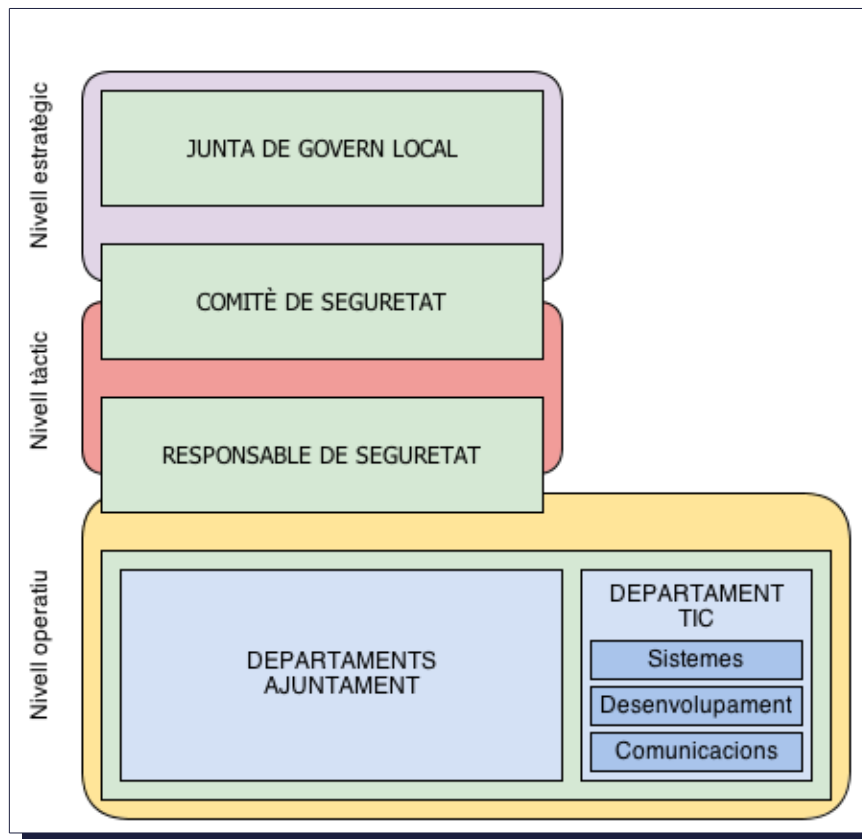 Nivell estratègic
JUNTA DE GOVERN LOCAL
COMITÈ DE SEGURETAT
Nivell tàctic
RESPONSABLE DE SEGURETAT
Nivell operatiu
DEPARTAMENTS
AJUNTAMENT
DEPARTAMENT
TIC
Sistemes
Desenvolupament
Comunicacions